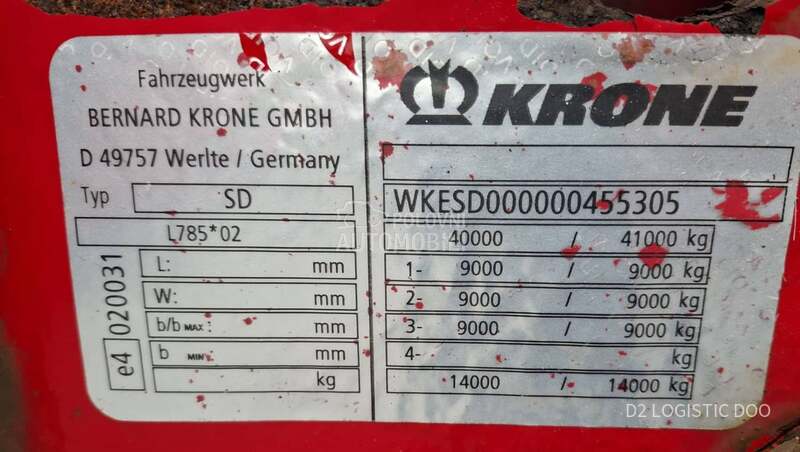 Fahrzeugwerk
BERNARD KRONE GMBH
D 49757 Werlte / Germany
Typ SD
L785*02
e4 020031
L: mm
W: mm
b/b MAX: mm
b MIN: mm
kg
KRONE
WKESD000000455305
40000 / 41000 kg
1- 9000 / 9000 kg
2- 9000 / 9000 kg
3- 9000 / 9000 kg
4- kg
14000 / 14000 kg
POLOVNI
AUTOMOBILI
D2 LOGISTIC DOO